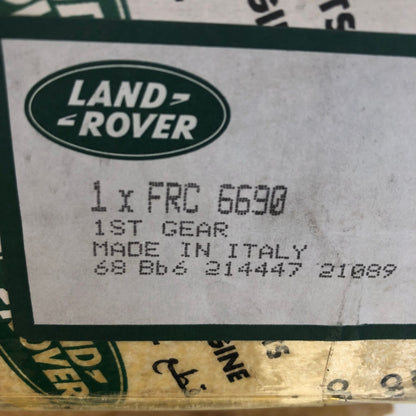 LAND-
-ROVER
1 x FRC 6690
1ST GEAR
MADE IN ITALY
68 Bb6 214447 21089